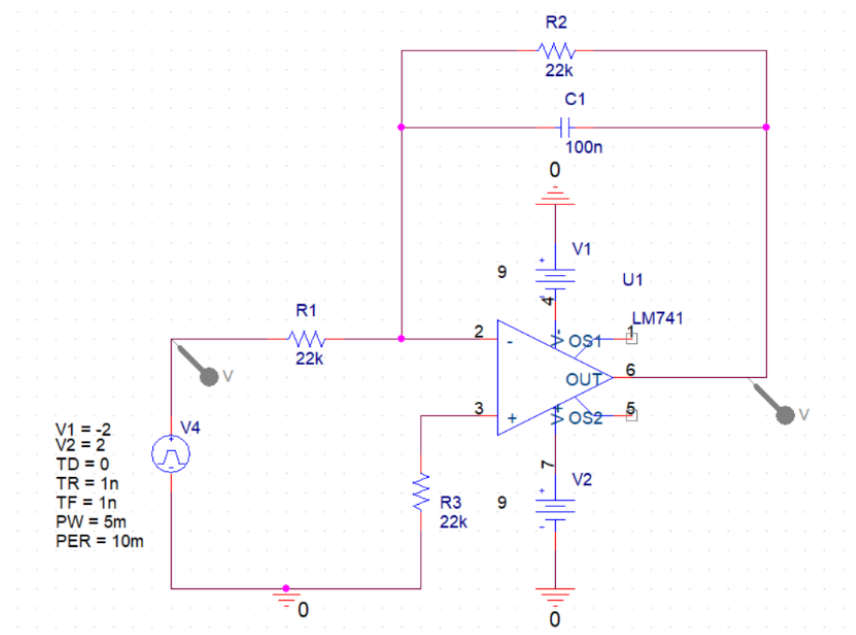 R2
22k
C1
100n
0
V1
9
+
-
4
U1
LM741
R1
22k
2
-
V-
OS1
1
OUT
6
V
3
+
V+
OS2
5
V
V4
+
-
V1 = -2
V2 = 2
TD = 0
TR = 1n
TF = 1n
PW = 5m
PER = 10m
7
V2
9
+
-
R3
22k
0
0